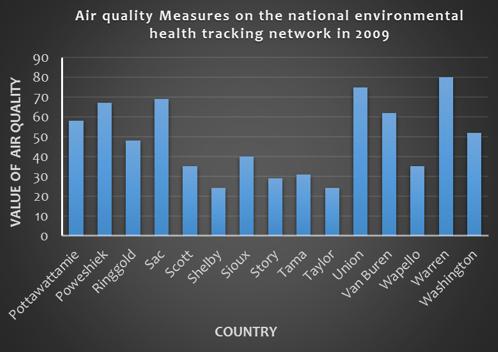 Air quality Measures on the national environmental
health tracking network in 2009
VALUE OF AIR QUALITY
90
80
70
60
50
40
30
20
10
0
Pottawattamie
Poweshiek
Ringgold
Sac
Scott
Shelby
Sioux
Story
Tama
Taylor
Union
Van Buren
Wapello
Warren
Washington
COUNTRY